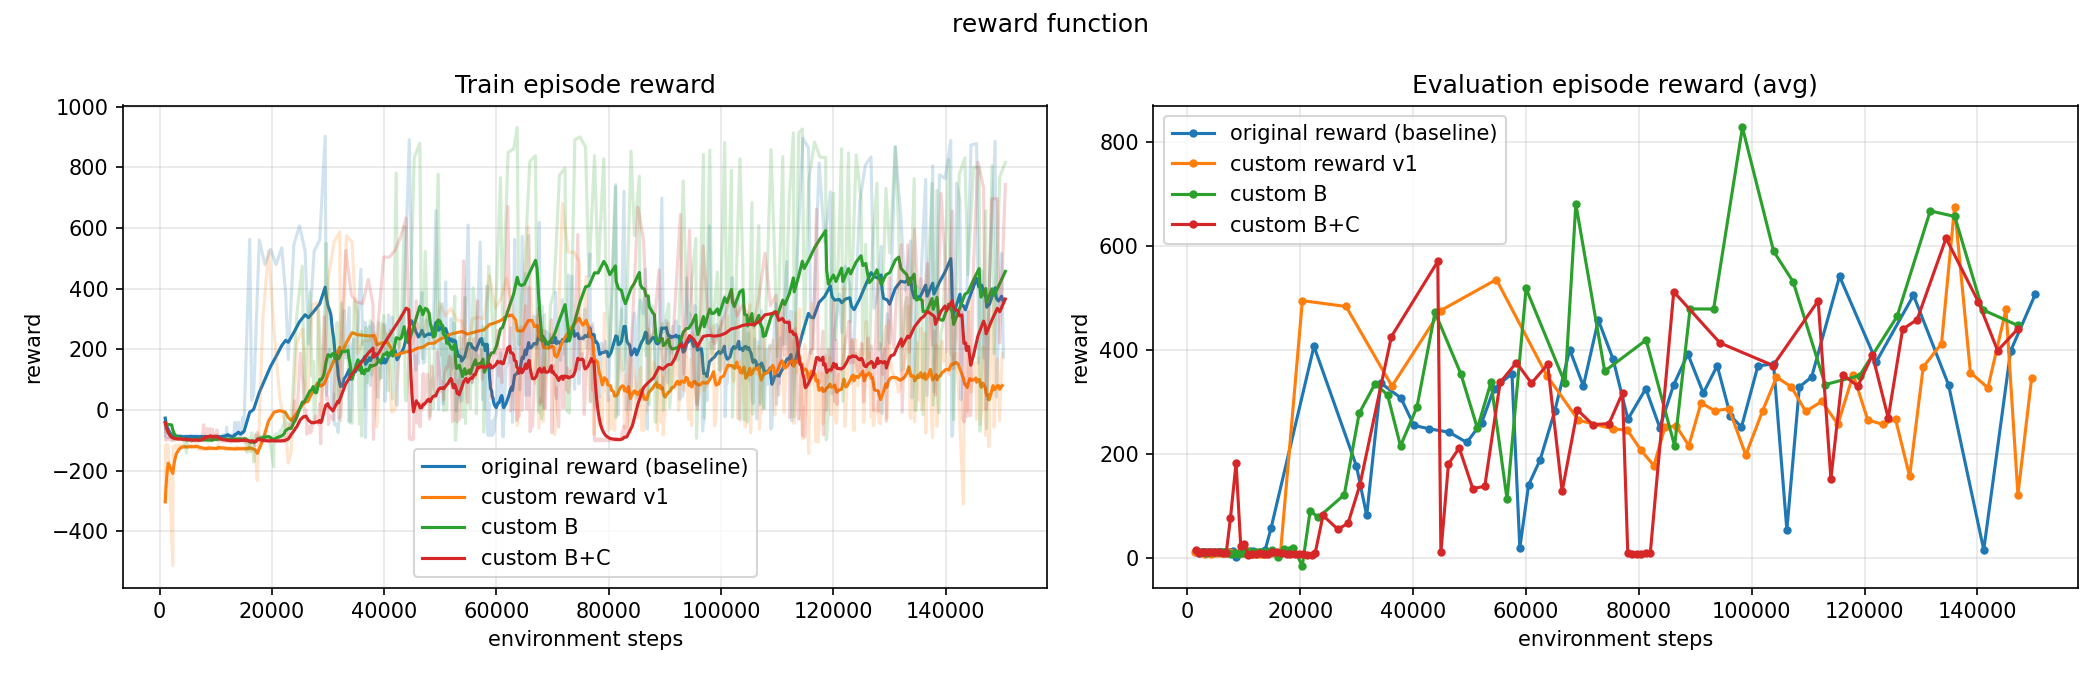 reward function
Train episode reward
1000
800
600
400
200
0
−200
−400
reward
0
20000
40000
60000
80000
100000
120000
140000
environment steps
original reward (baseline)
custom reward v1
custom B
custom B+C
Evaluation episode reward (avg)
800
600
400
200
0
reward
0
20000
40000
60000
80000
100000
120000
140000
environment steps
original reward (baseline)
custom reward v1
custom B
custom B+C